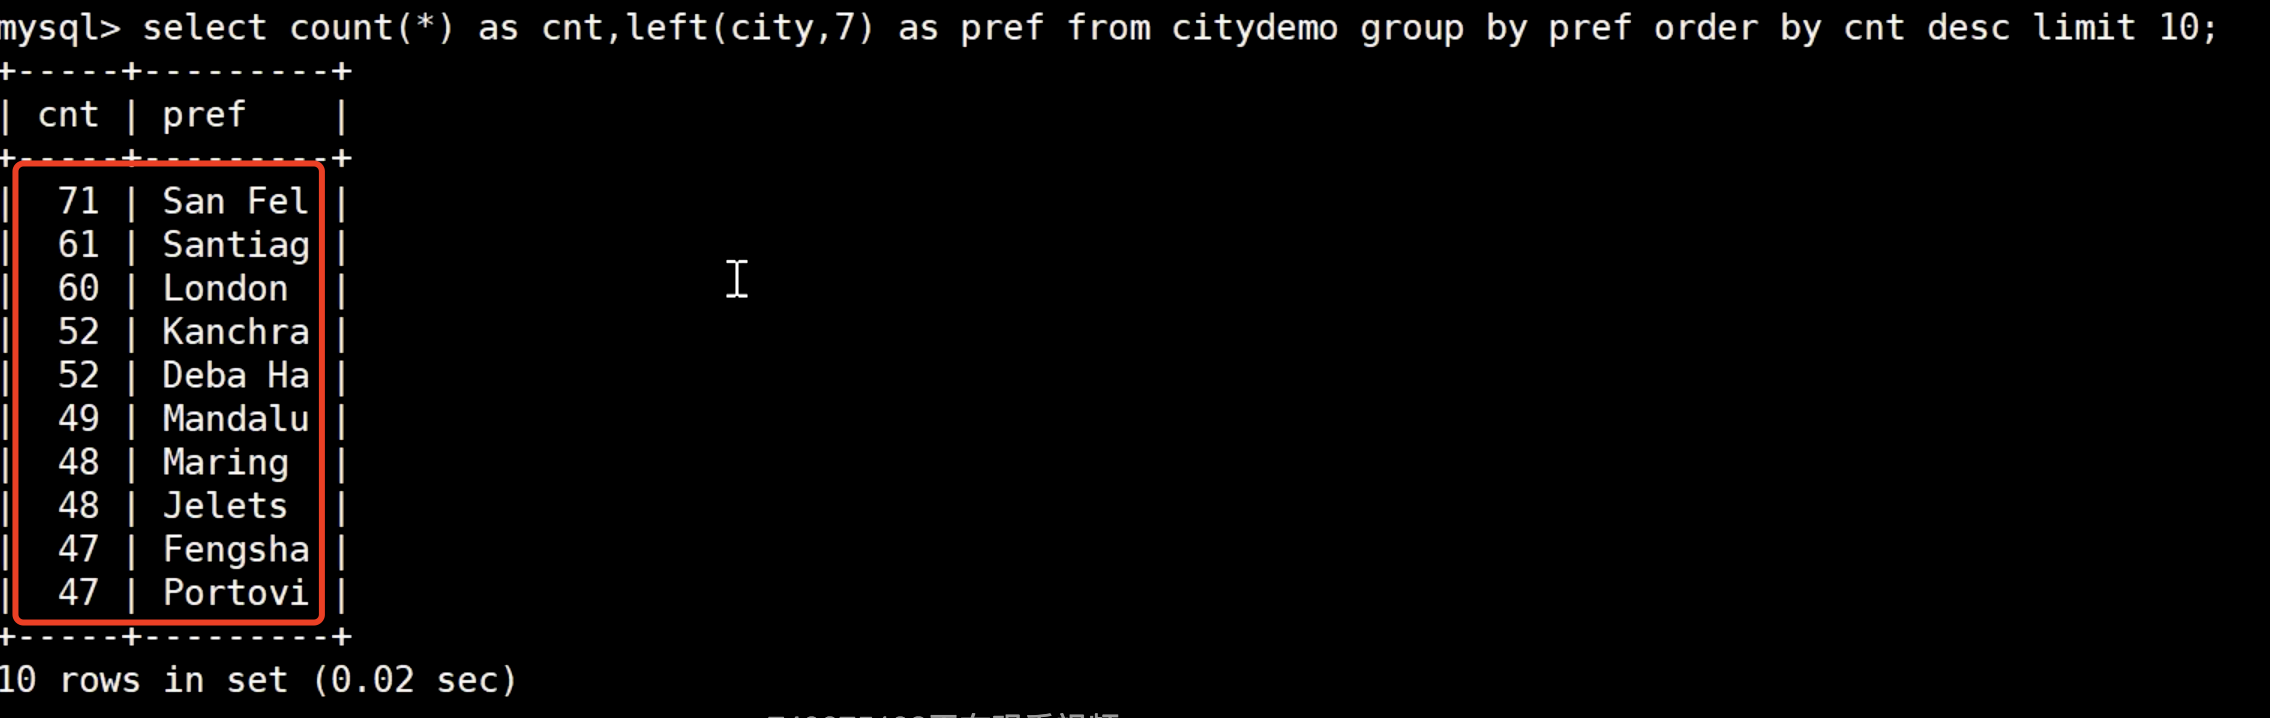 mysql> select count(*) as cnt,left(city,7) as pref from citydemo group by pref order by cnt desc limit 10;
+-----+---------+
| cnt | pref    |
+-----+---------+
|  71 | San Fel |
|  61 | Santiag |
|  60 | London  |
|  52 | Kanchra |
|  52 | Deba Ha |
|  49 | Mandalu |
|  48 | Maring  |
|  48 | Jelets  |
|  47 | Fengsha |
|  47 | Portovi |
+-----+---------+
10 rows in set (0.02 sec)